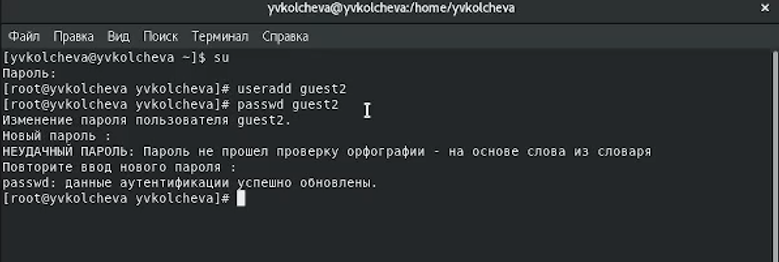 yvkolcheva@yvkolcheva:/home/yvkolcheva
Файл Правка Вид Поиск Терминал Справка
[yvkolcheva@yvkolcheva ~]$ su
Пароль:
[root@yvkolcheva yvkolcheva]# useradd guest2
[root@yvkolcheva yvkolcheva]# passwd guest2
Изменение пароля пользователя guest2.
Новый пароль :
НЕУДАЧНЫЙ ПАРОЛЬ: Пароль не прошел проверку орфографии - на основе слова из словаря
Повторите ввод нового пароля :
passwd: данные аутентификации успешно обновлены.
[root@yvkolcheva yvkolcheva]#